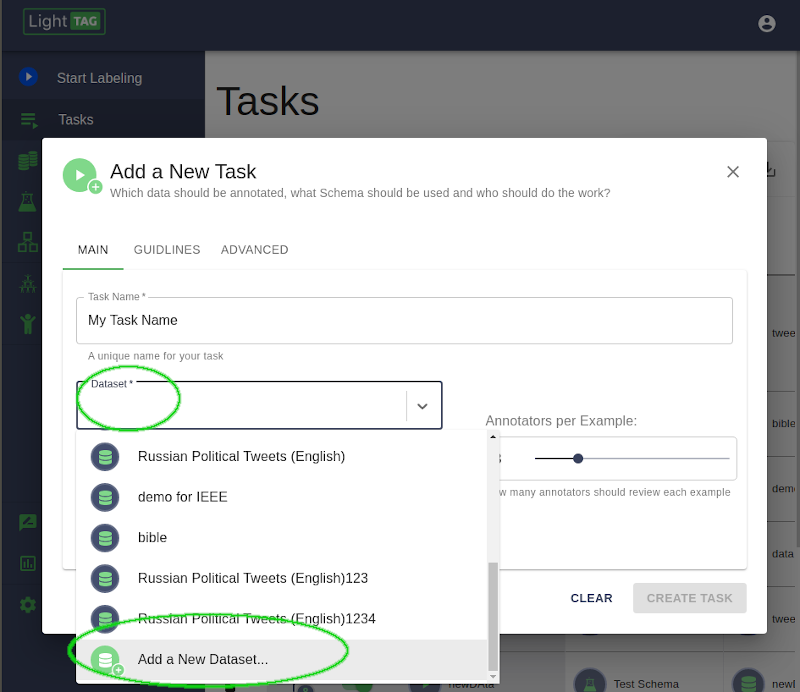 Light TAG
Start Labeling
Tasks
Tasks
Add a New Task
Which data should be annotated, what Schema should be used and who should do the work?
MAIN GUIDLINES ADVANCED
Task Name *
My Task Name
A unique name for your task
Dataset *
Annotators per Example:
many annotators should review each example
Russian Political Tweets (English)
demo for IEEE
bible
Russian Political Tweets (English)123
Russian Political Tweets (English)1234
Add a New Dataset...
CLEAR CREATE TASK
twee
bible
dem
data
twee
newDAta
Test Schema
newl